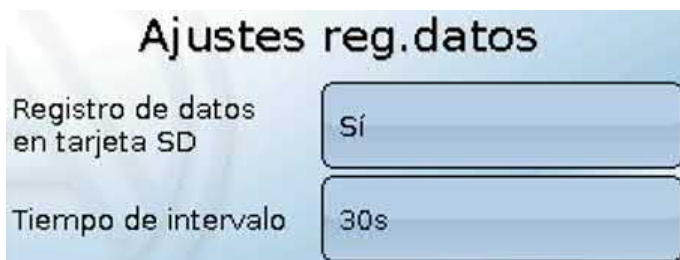 Ajustes reg.datos
Registro de datos
en tarjeta SD
Sí
Tiempo de intervalo
30s